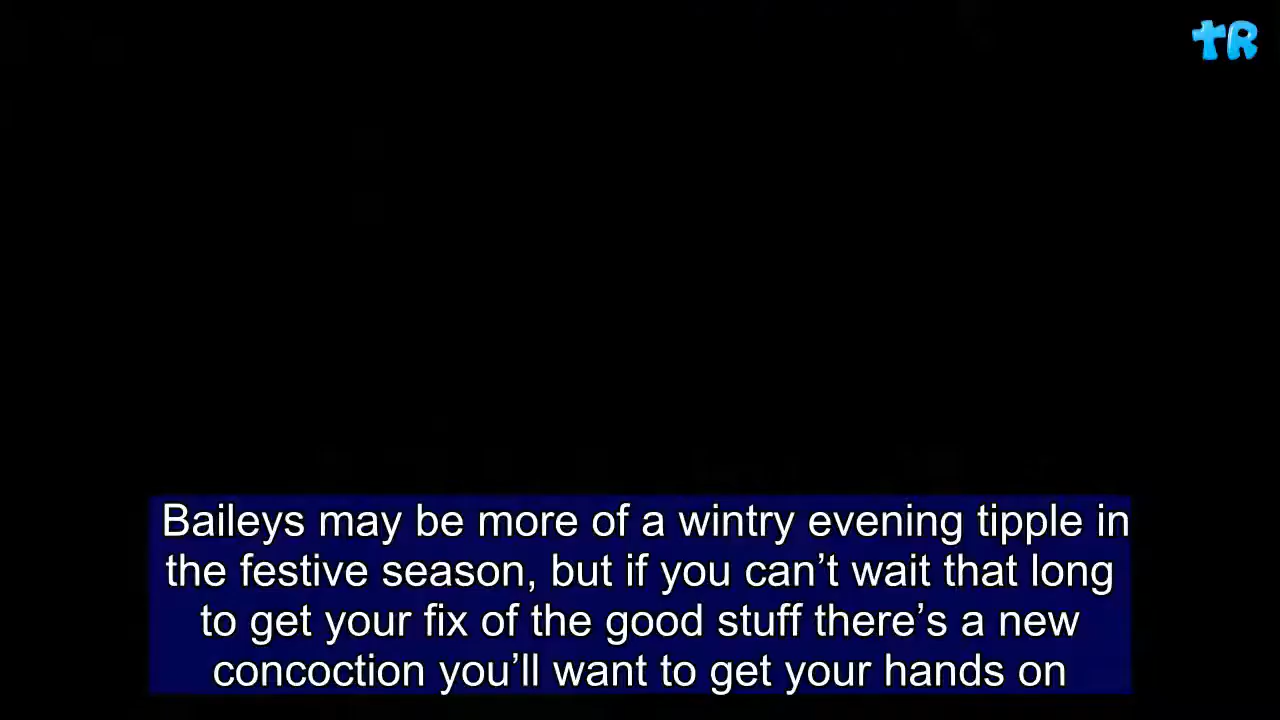 TR
Baileys may be more of a wintry evening tipple in
the festive season, but if you can’t wait that long
to get your fix of the good stuff there’s a new
concoction you’ll want to get your hands on